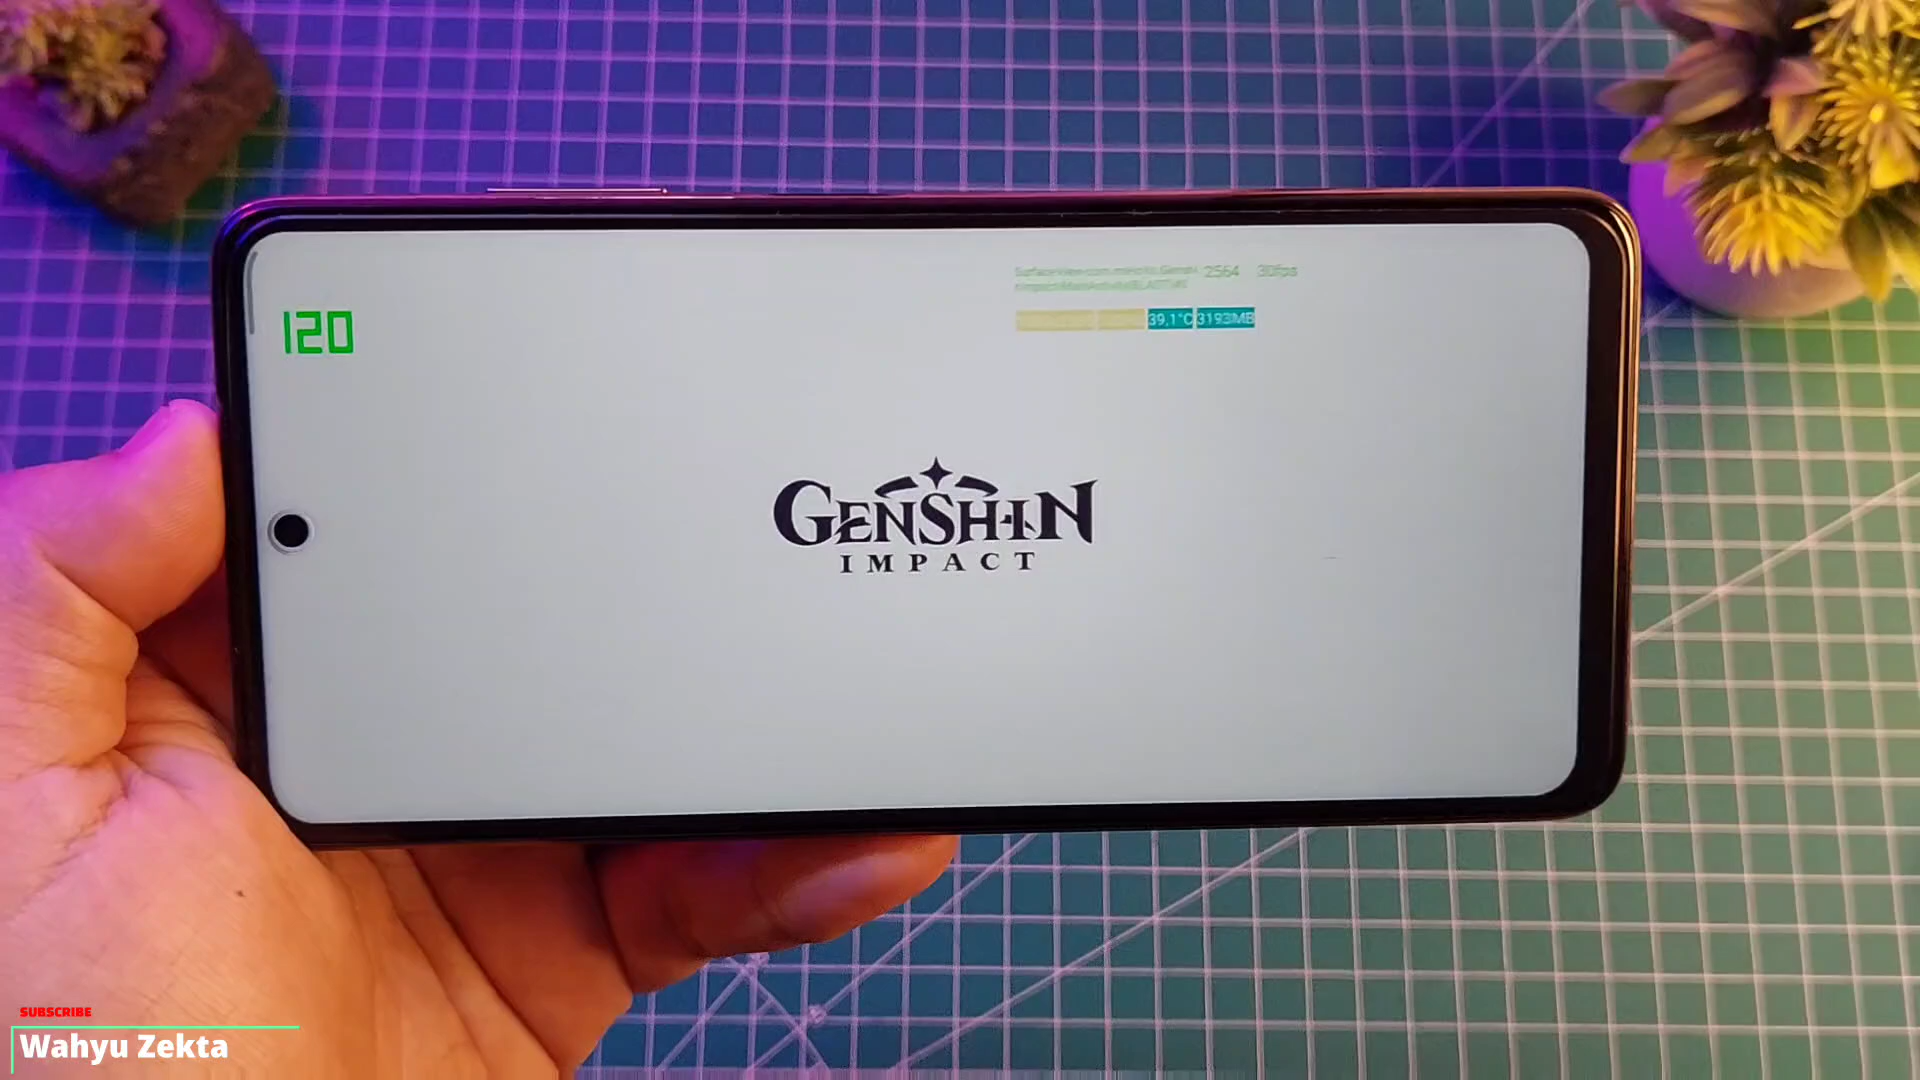 2564 30fps
39,1°C 3193MB
120
GENSHIN
IMPACT
SUBSCRIBE
Wahyu Zekta